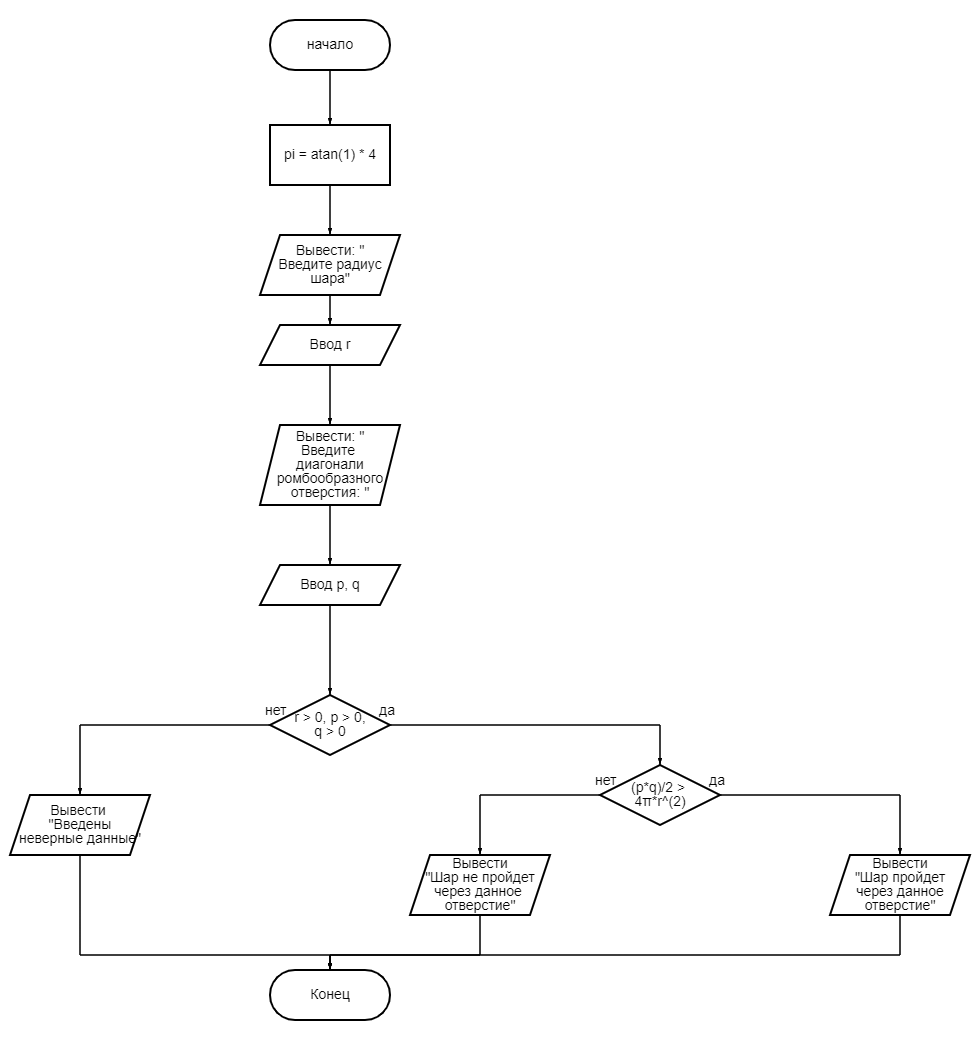 начало
pi = atan(1) * 4
Вывести: "
Введите радиус
шара"
Ввод r
Вывести: "
Введите
диагонали
ромбообразного
отверстия: "
Ввод p, q
нет
да
r > 0, p > 0,
q > 0
нет
да
(p*q)/2 >
4π*r^(2)
Вывести
"Введены
неверные данные"
Вывести
"Шар не пройдет
через данное
отверстие"
Вывести
"Шар пройдет
через данное
отверстие"
Конец